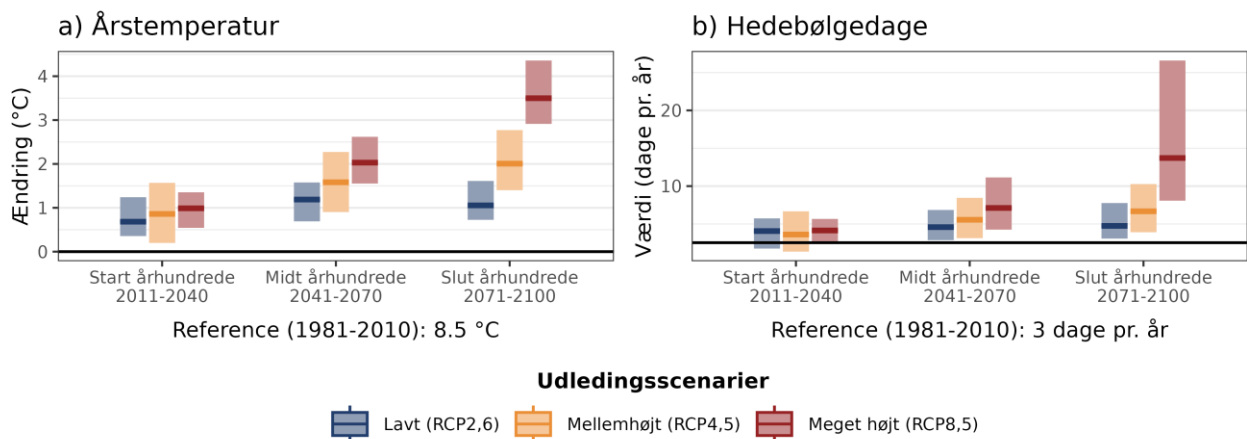 a) Årstemperatur
Ændring (°C)
4
3
2
1
0
Start århundrede
2011-2040
Midt århundrede
2041-2070
Slut århundrede
2071-2100
Reference (1981-2010): 8.5 °C
b) Hedebølgedage
Værdi (dage pr. år)
20
10
Start århundrede
2011-2040
Midt århundrede
2041-2070
Slut århundrede
2071-2100
Reference (1981-2010): 3 dage pr. år
Udledingsscenarier
Lavt (RCP2,6)
Mellemhøjt (RCP4,5)
Meget højt (RCP8,5)